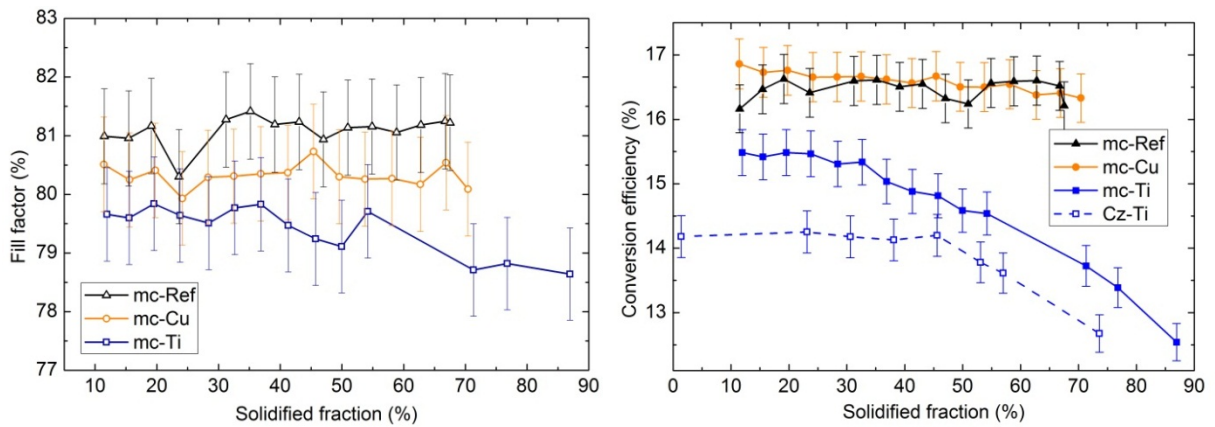 83
82
81
80
79
78
77
Fill factor (%)
mc-Ref
mc-Cu
mc-Ti
10 20 30 40 50 60 70 80 90
Solidified fraction (%)
17
16
15
14
13
Conversion efficiency (%)
mc-Ref
mc-Cu
mc-Ti
Cz-Ti
0 10 20 30 40 50 60 70 80 90
Solidified fraction (%)